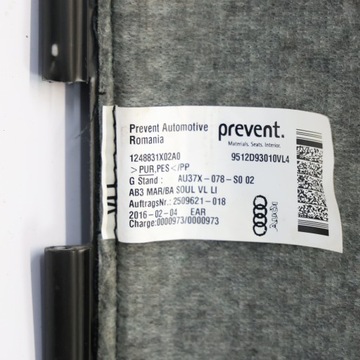 Prevent Automotive
Romania
prevent.
Materials. Seats. Interior.
1248831X02A0
9512D93010VL4
>PUR,PES</PP
G Stand : AU37X-078-S0 02
AB3 MAR/BA SOUL VL LI
AuftragsNr.: 2509621-018
2016-02-04 EAR
Charge:0000973/0000973
Audi